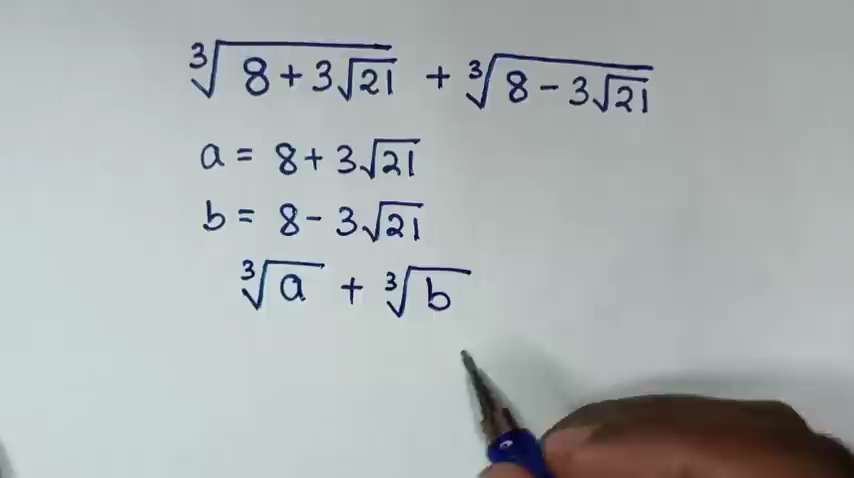 ∛(8 + 3√21) + ∛(8 − 3√21)
a = 8 + 3√21
b = 8 − 3√21
∛a + ∛b